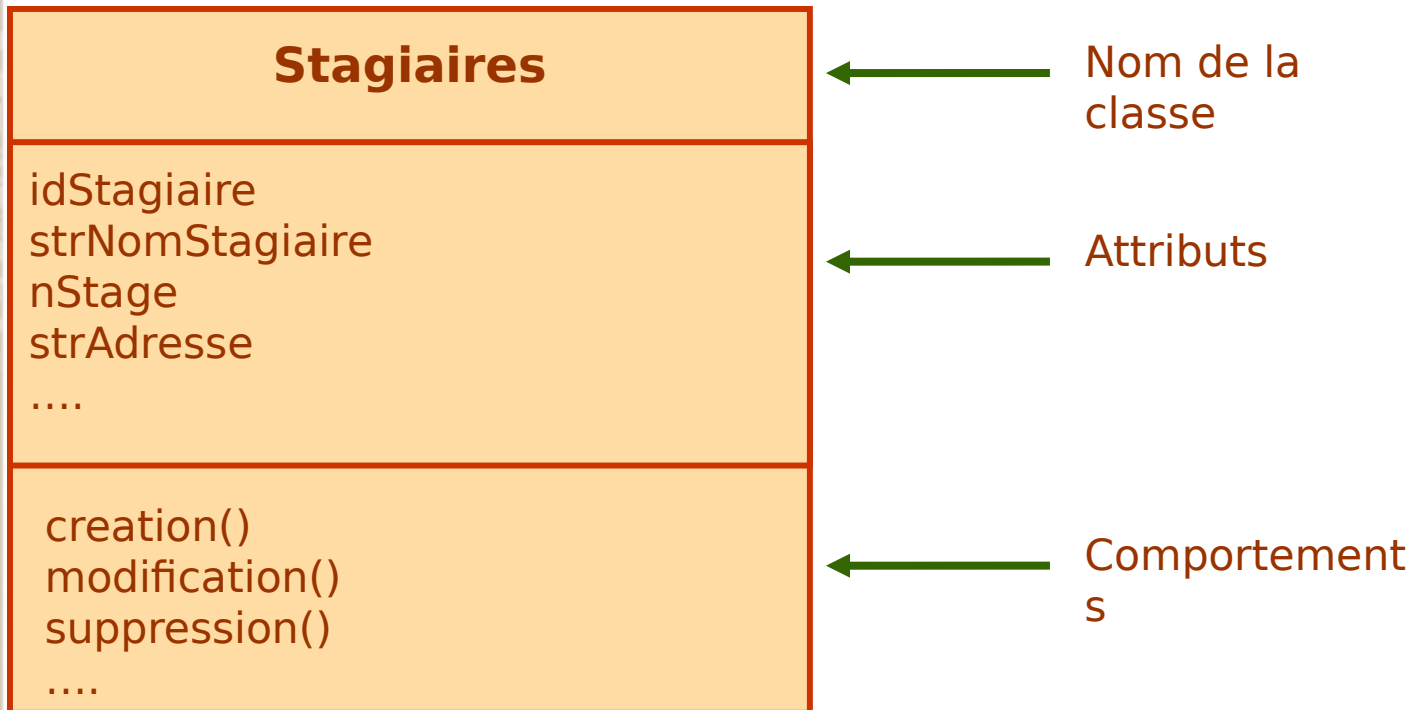 Stagiaires
Nom de la
classe
idStagiaire
strNomStagiaire
nStage
strAdresse
....
Attributs
creation()
modification()
suppression()
....
Comportement
s